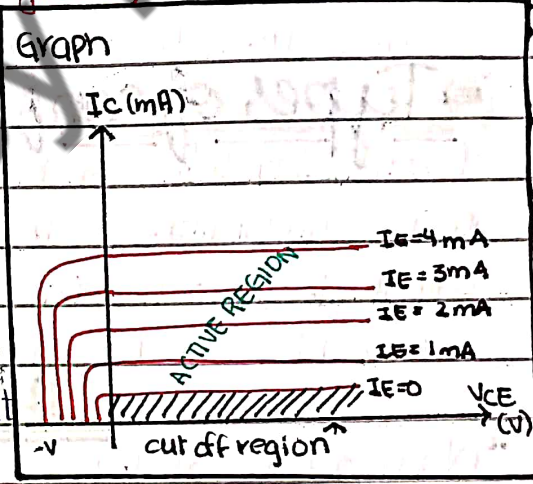 Graph
Ic (mA)
IE=4mA
IE=3mA
IE=2mA
IE=1mA
IE=0
ACTIVE REGION
VCE
(V)
-V
cut off region